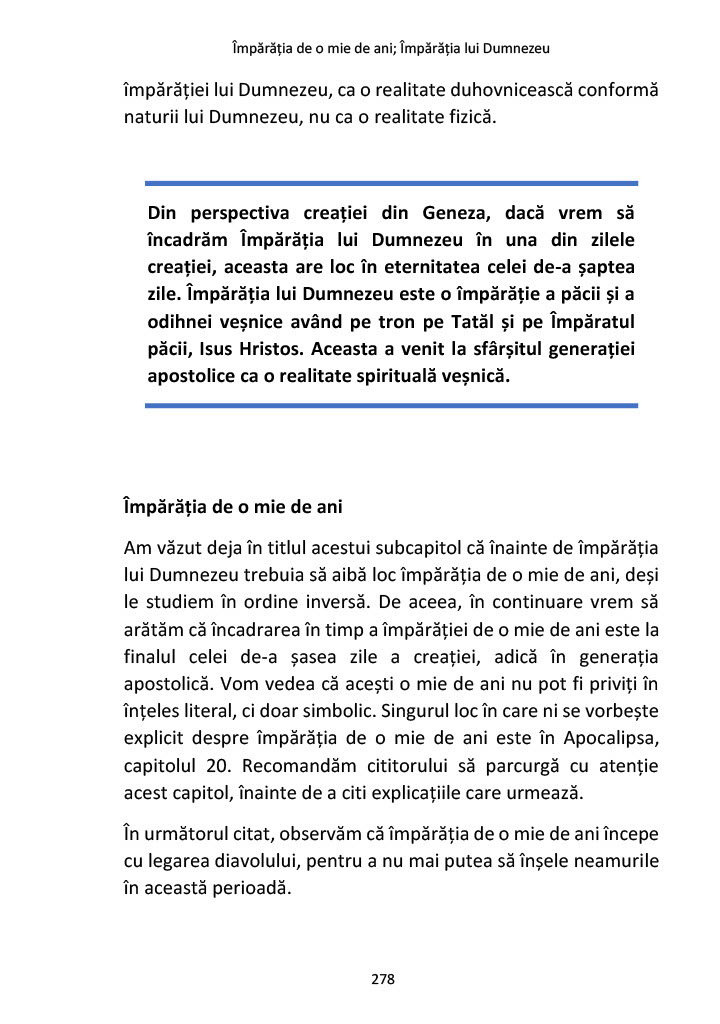 Împărăția de o mie de ani; Împărăția lui Dumnezeu
împărăției lui Dumnezeu, ca o realitate duhovnicească conformă
naturii lui Dumnezeu, nu ca o realitate fizică.
Din perspectiva creației din Geneza, dacă vrem să
încadrăm Împărăția lui Dumnezeu în una din zilele
creației, aceasta are loc în eternitatea celei de-a șaptea
zile. Împărăția lui Dumnezeu este o împărăție a păcii și a
odihnei veșnice având pe tron pe Tatăl și pe Împăratul
păcii, Isus Hristos. Aceasta a venit la sfârșitul generației
apostolice ca o realitate spirituală veșnică.
Împărăția de o mie de ani
Am văzut deja în titlul acestui subcapitol că înainte de împărăția
lui Dumnezeu trebuia să aibă loc împărăția de o mie de ani, deși
le studiem în ordine inversă. De aceea, în continuare vrem să
arătăm că încadrarea în timp a împărăției de o mie de ani este la
finalul celei de-a șasea zile a creației, adică în generația
apostolică. Vom vedea că acești o mie de ani nu pot fi priviți în
înțeles literal, ci doar simbolic. Singurul loc în care ni se vorbește
explicit despre împărăția de o mie de ani este în Apocalipsa,
capitolul 20. Recomandăm cititorului să parcurgă cu atenție
acest capitol, înainte de a citi explicațiile care urmează.
În următorul citat, observăm că împărăția de o mie de ani începe
cu legarea diavolului, pentru a nu mai putea să înșele neamurile
în această perioadă.
278